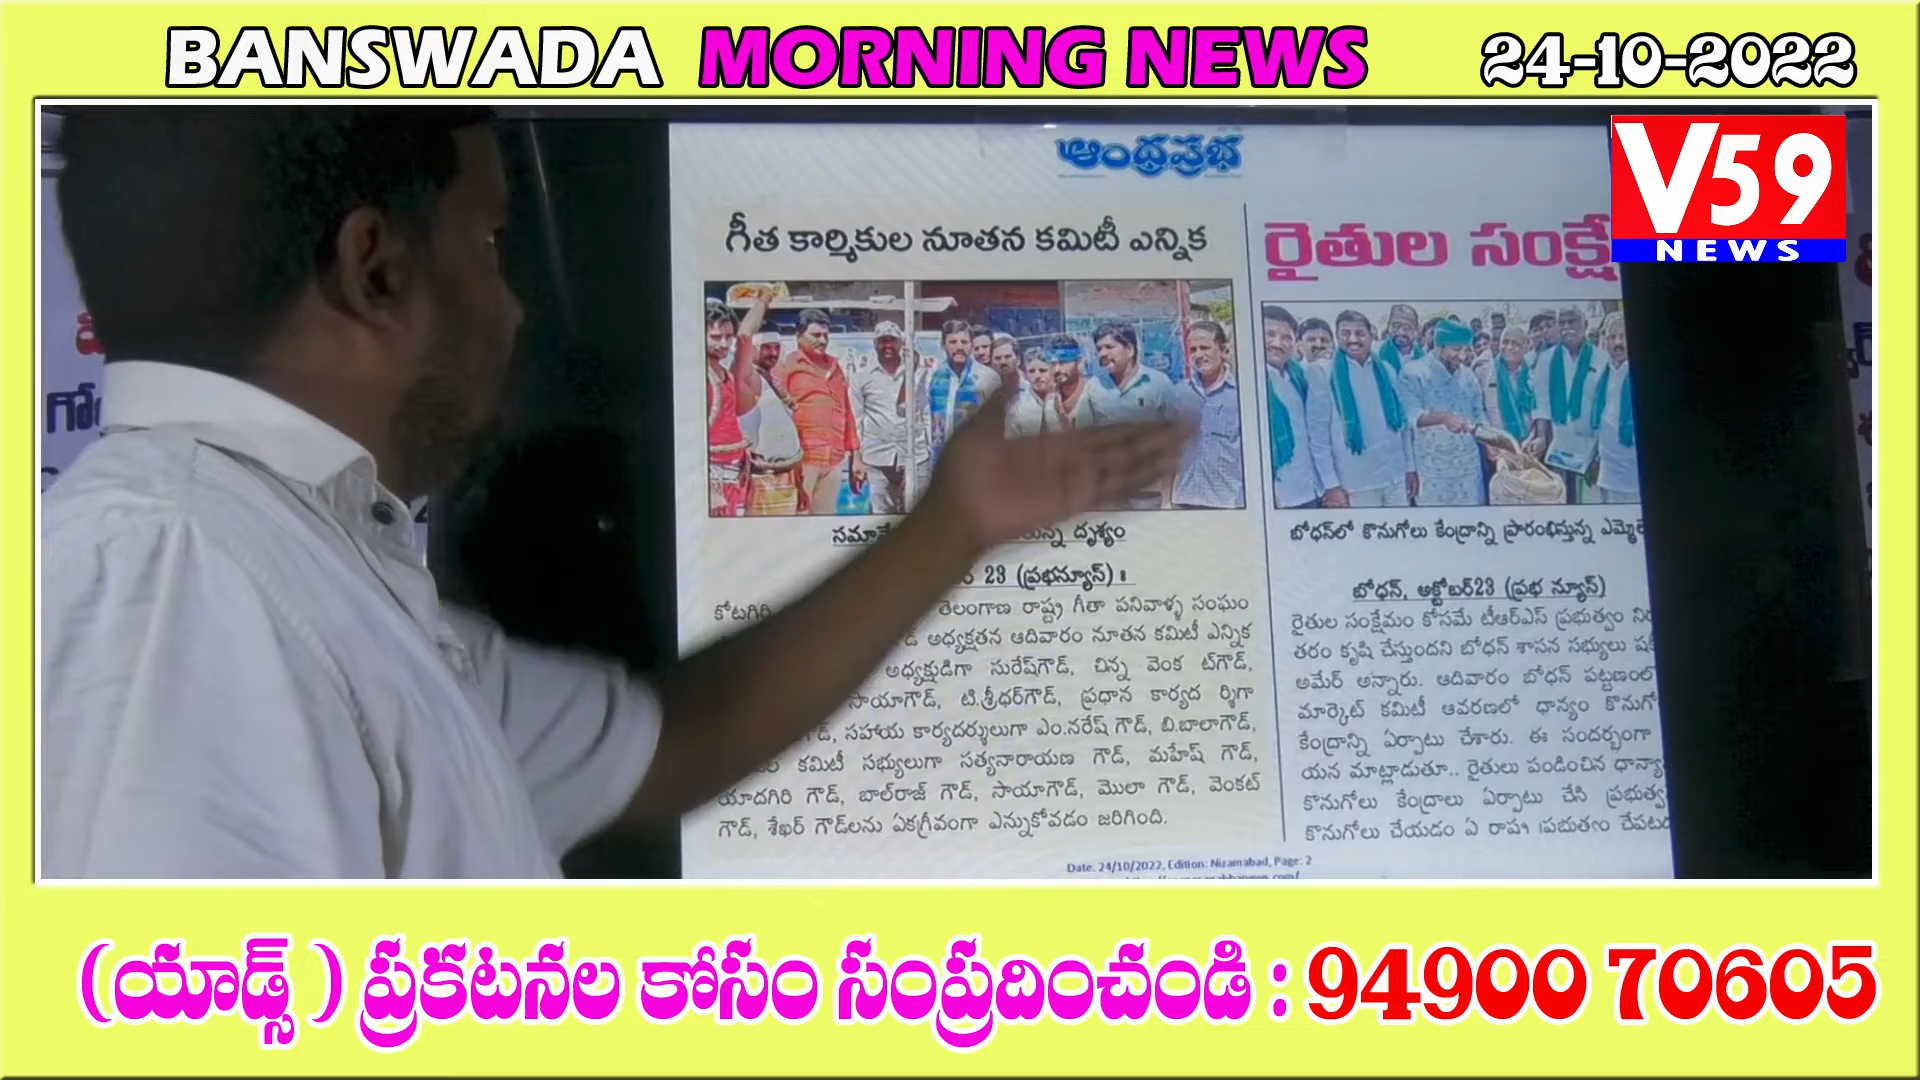 BANSWADA MORNING NEWS 24-10-2022
V59
NEWS
ఆంధ్రప్రభ
గీత కార్మికుల నూతన కమిటీ ఎన్నిక
దృశ్యం
23 (ప్రభన్యూస్) :
కోటగిరి తెలంగాణ రాష్ట్ర గీతా పనివాళ్ళ సంఘం
అధ్యక్షతన ఆదివారం నూతన కమిటీ ఎన్నిక
అధ్యక్షుడిగా సురేష్‌గౌడ్, చిన్న వెంక ట్‌గౌడ్,
సాయాగౌడ్, టి.శ్రీధర్‌గౌడ్, ప్రధాన కార్యద ర్శిగా
సహాయ కార్యదర్శులుగా ఎం.నరేష్ గౌడ్, బి.బాలాగౌడ్,
కమిటీ సభ్యులుగా సత్యనారాయణ గౌడ్, మహేష్ గౌడ్,
యాదగిరి గౌడ్, బాల్‌రాజ్ గౌడ్, సాయాగౌడ్, మొలా గౌడ్, వెంకట్
గౌడ్, శేఖర్ గౌడ్‌లను ఏకగ్రీవంగా ఎన్నుకోవడం జరిగింది.
రైతుల సంక్షే
బోధన్‌లో కొనుగోలు కేంద్రాన్ని ప్రారంభిస్తున్న ఎమ్మెల్
బోధన్, అక్టోబర్23 (ప్రభ న్యూస్)
రైతుల సంక్షేమం కోసమే టీఆర్ఎస్ ప్రభుత్వం నిర
తరం కృషి చేస్తుందని బోధన్ శాసన సభ్యులు షకీ
అమేర్ అన్నారు. ఆదివారం బోధన్ పట్టణంలో
మార్కెట్ కమిటీ ఆవరణలో ధాన్యం కొనుగో
కేంద్రాన్ని ఏర్పాటు చేశారు. ఈ సందర్భంగా
యన మాట్లాడుతూ.. రైతులు పండించిన ధాన్యా
కొనుగోలు కేంద్రాలు ఏర్పాటు చేసి ప్రభుత్వ
కొనుగోలు చేయడం ఏ రాష్ట్ర ప్రభుత్వం చేపట
Date: 24/10/2022, Edition: Nizamabad, Page: 2
(యాడ్స్ ) ప్రకటనల కోసం సంప్రదించండి : 94900 70605